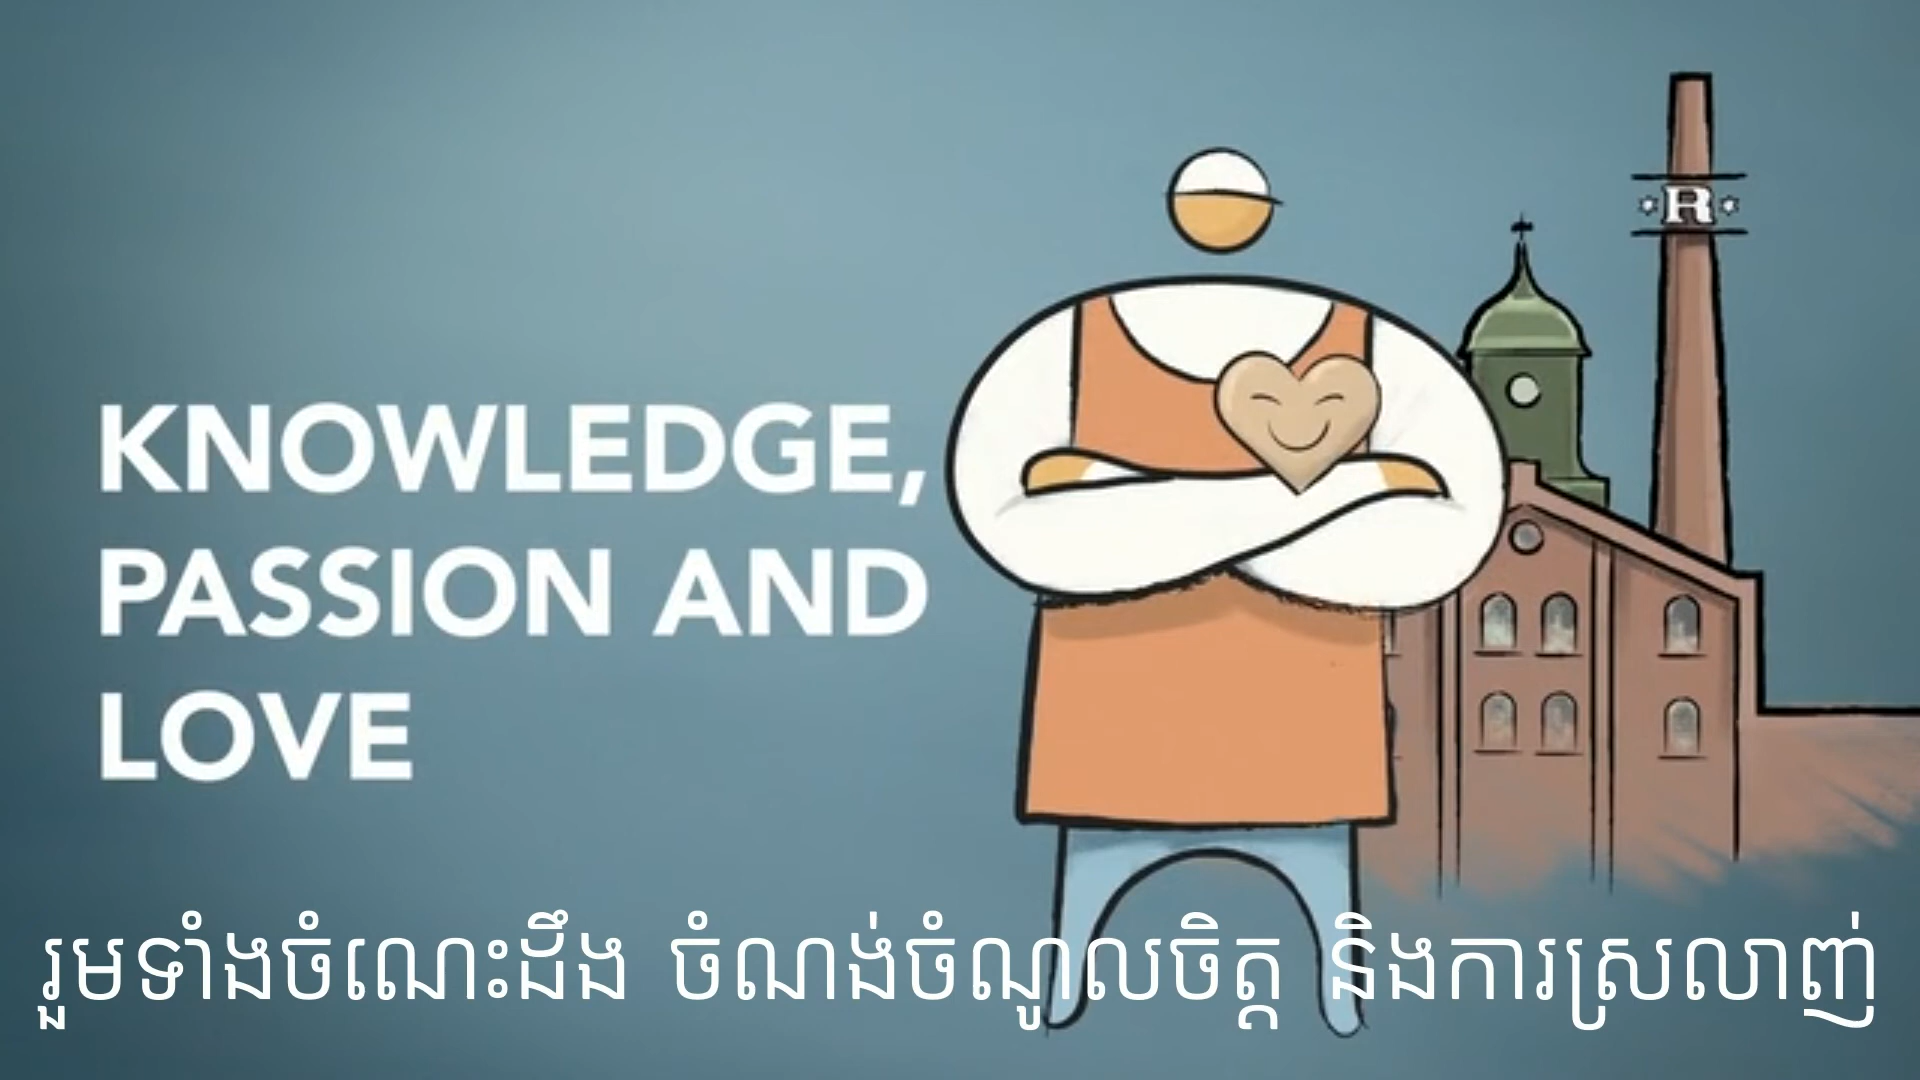 R
KNOWLEDGE,
PASSION AND
LOVE
រួមទាំងចំណេះដឹង ចំណង់ចំណូលចិត្ត និងការស្រលាញ់